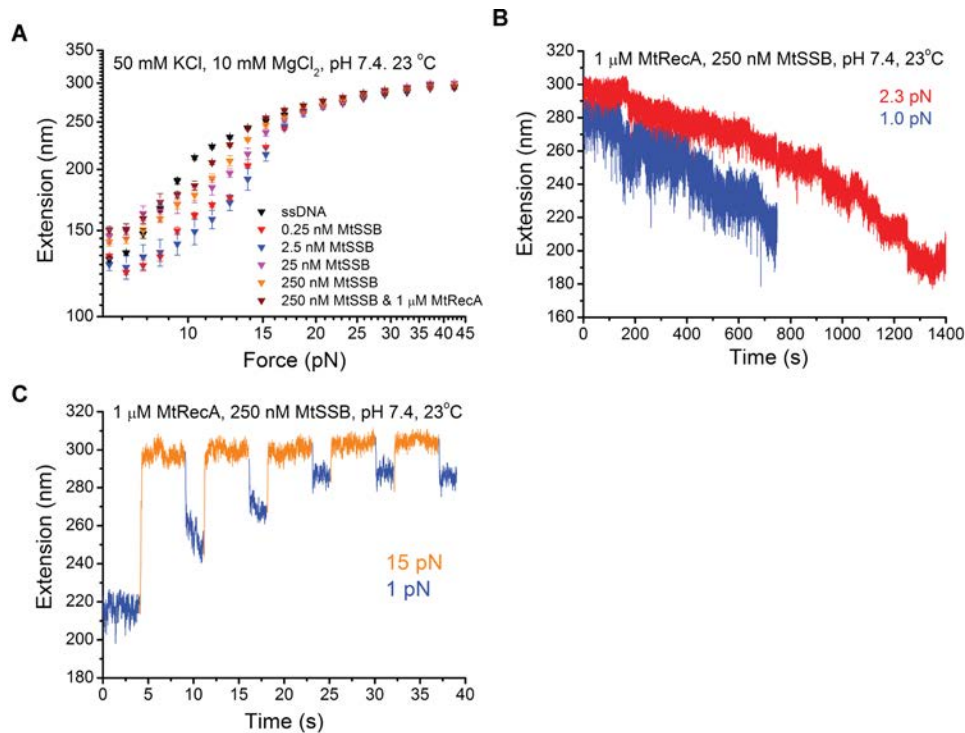 A
50 mM KCl, 10 mM MgCl₂, pH 7.4. 23 °C
350
300
250
200
150
100
Extension (nm)
ssDNA
0.25 nM MtSSB
2.5 nM MtSSB
25 nM MtSSB
250 nM MtSSB
250 nM MtSSB & 1 μM MtRecA
10 15 20 25 30 35 40 45
Force (pN)
B
1 μM MtRecA, 250 nM MtSSB, pH 7.4, 23°C
2.3 pN
1.0 pN
320
300
280
260
240
220
200
180
160
Extension (nm)
0 200 400 600 800 1000 1200 1400
Time (s)
C
1 μM MtRecA, 250 nM MtSSB, pH 7.4, 23°C
320
300
280
260
240
220
200
180
Extension (nm)
15 pN
1 pN
0 5 10 15 20 25 30 35 40
Time (s)